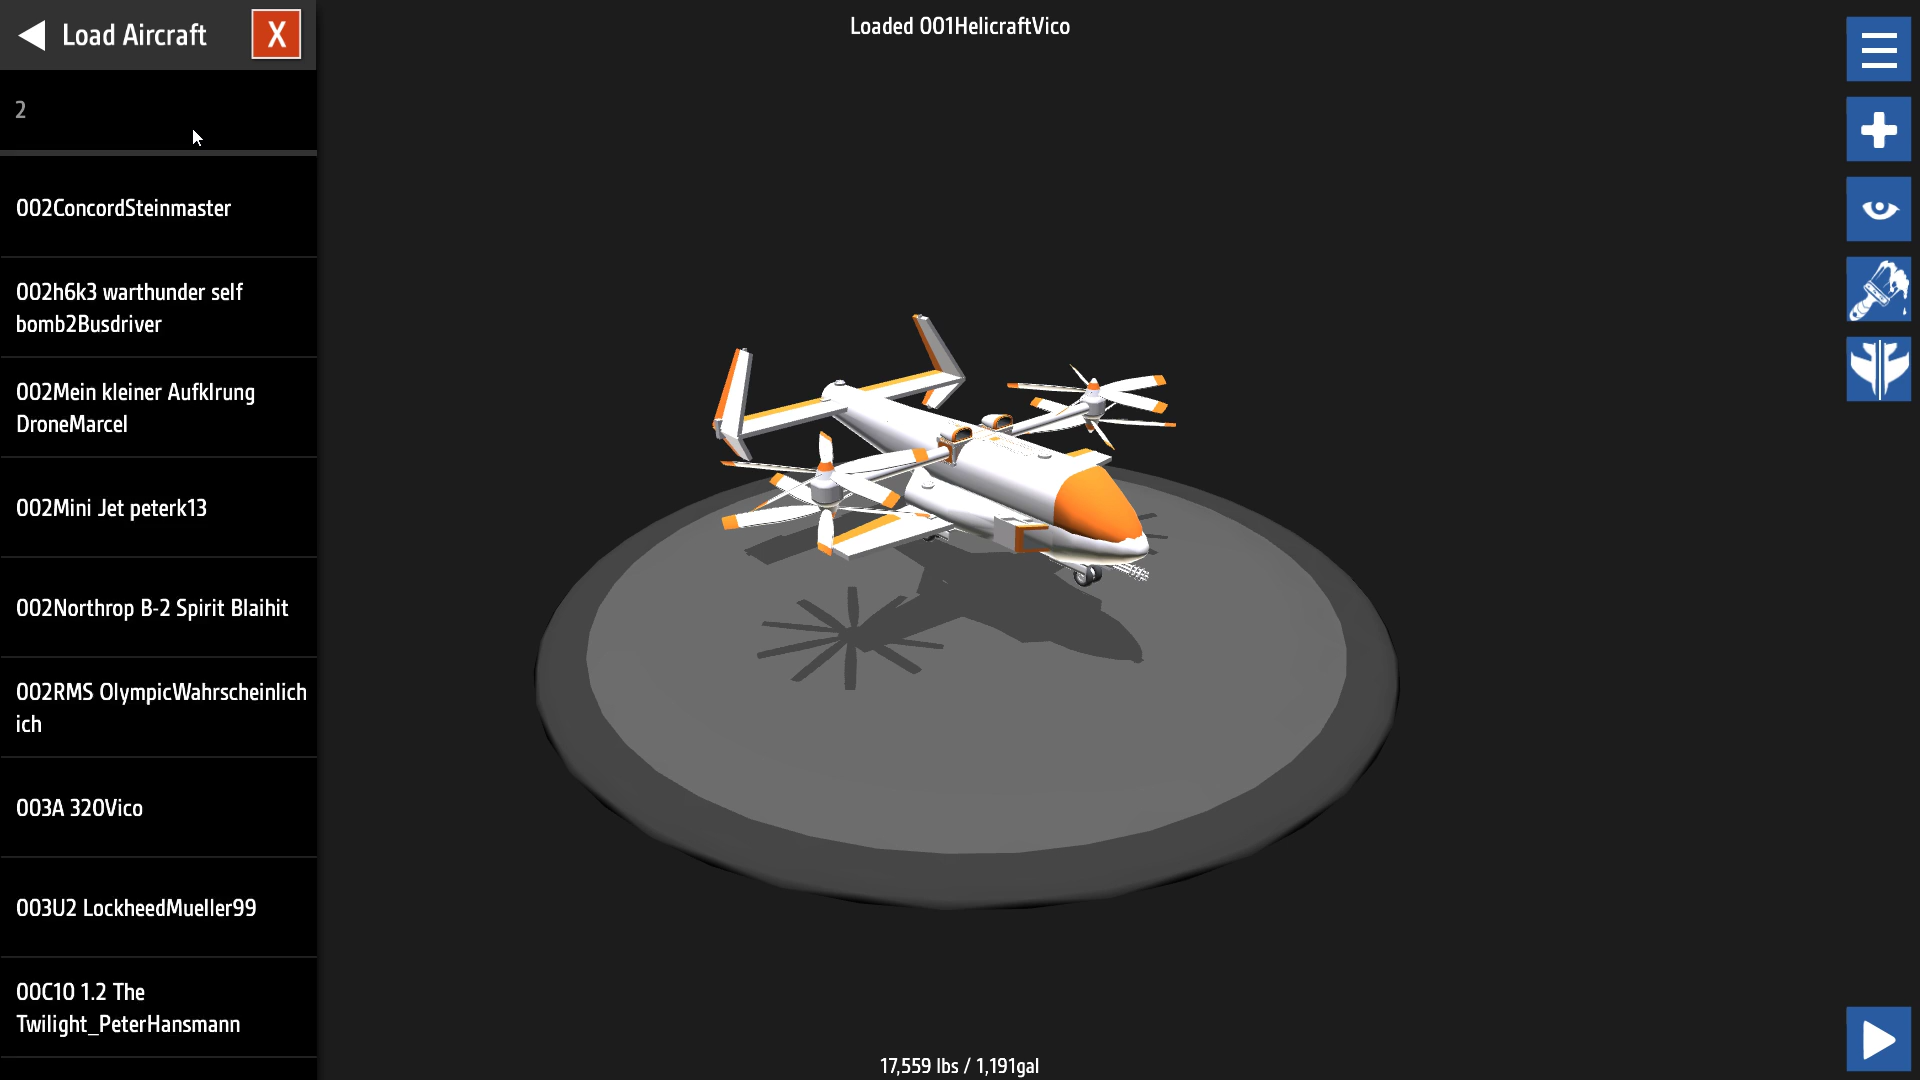 Load Aircraft
X
Loaded 001HelicraftVico
2
002ConcordSteinmaster
002h6k3 warthunder self
bomb2Busdriver
002Mein kleiner Aufklrung
DroneMarcel
002Mini Jet peterk13
002Northrop B-2 Spirit Blaihit
002RMS OlympicWahrscheinlich
ich
003A 320Vico
003U2 LockheedMueller99
00C10 1.2 The
Twilight_PeterHansmann
17,559 lbs / 1,191gal